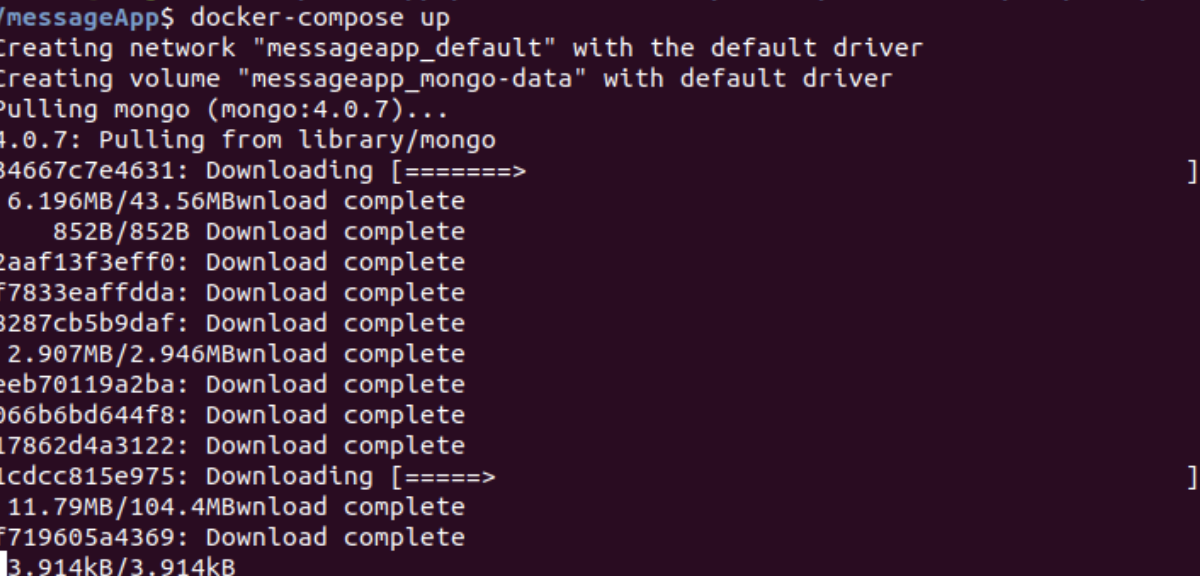 /messageApp$ docker-compose up
Creating network "messageapp_default" with the default driver
Creating volume "messageapp_mongo-data" with default driver
Pulling mongo (mongo:4.0.7)...
4.0.7: Pulling from library/mongo
34667c7e4631: Downloading [=======>                                           ]
6.196MB/43.56MBwnload complete
852B/852B Download complete
2aaf13f3eff0: Download complete
f7833eaffdda: Download complete
3287cb5b9daf: Download complete
2.907MB/2.946MBwnload complete
eeb70119a2ba: Download complete
066b6bd644f8: Download complete
17862d4a3122: Download complete
1cdcc815e975: Downloading [=====>                                             ]
11.79MB/104.4MBwnload complete
f719605a4369: Download complete
3.914kB/3.914kB